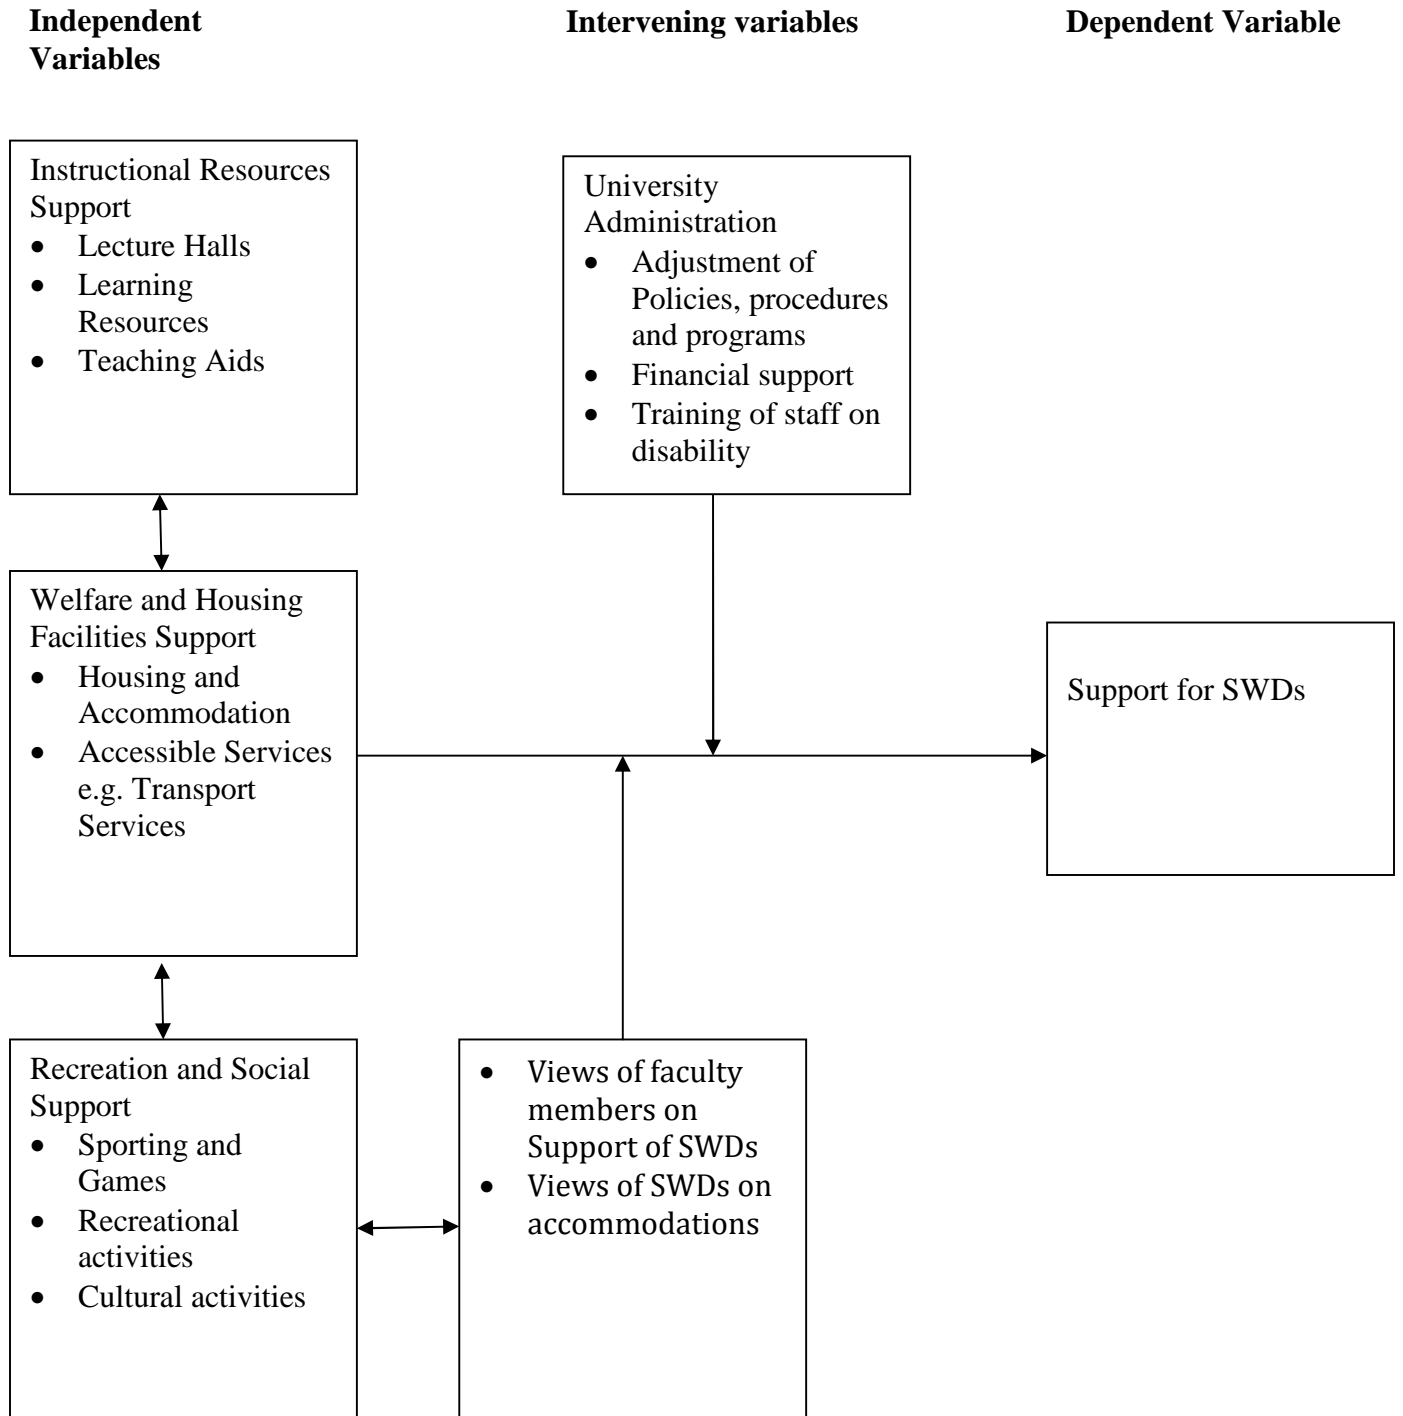 Independent
Variables
Intervening variables
Dependent Variable
Instructional Resources
Support
• Lecture Halls
• Learning
Resources
• Teaching Aids
University
Administration
• Adjustment of
Policies, procedures
and programs
• Financial support
• Training of staff on
disability
Welfare and Housing
Facilities Support
• Housing and
Accommodation
• Accessible Services
e.g. Transport
Services
Support for SWDs
Recreation and Social
Support
• Sporting and
Games
• Recreational
activities
• Cultural activities
• Views of faculty
members on
Support of SWDs
• Views of SWDs on
accommodations